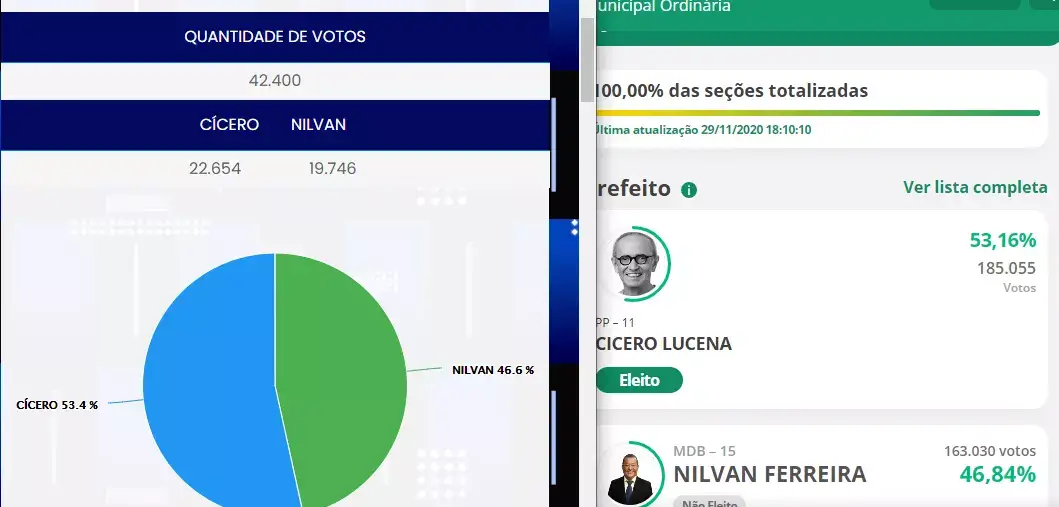 QUANTIDADE DE VOTOS
42.400
CÍCERO NILVAN
22.654 19.746
NILVAN 46.6 %
CÍCERO 53.4 %
unicipal Ordinária
100,00% das seções totalizadas
Última atualização 29/11/2020 18:10:10
refeito i Ver lista completa
53,16%
185.055
Votos
PP – 11
CICERO LUCENA
Eleito
MDB – 15 163.030 votos
NILVAN FERREIRA 46,84%
Não Eleito